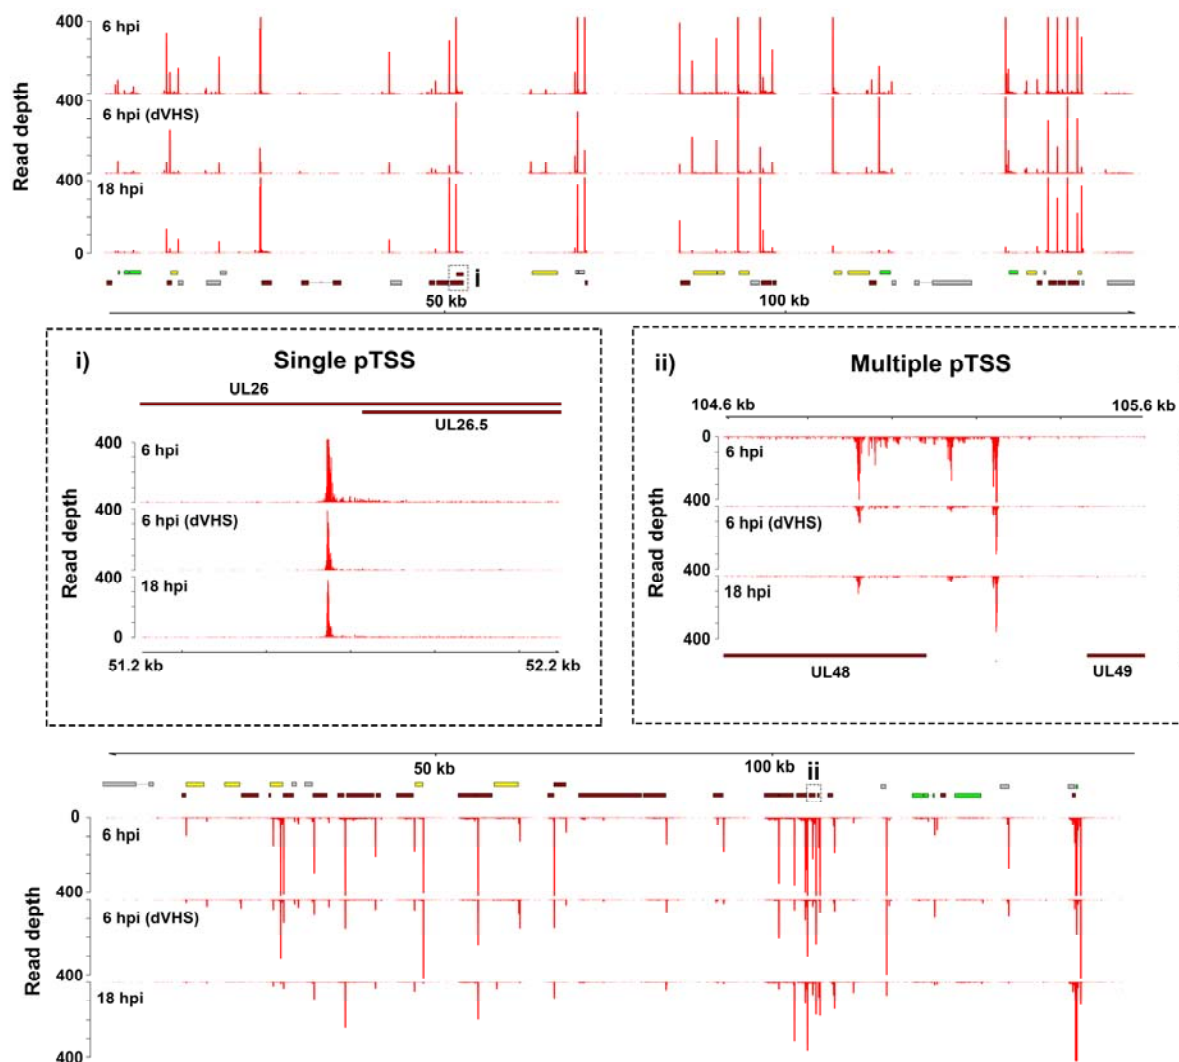 400
6 hpi
400
6 hpi (dVHS)
400
18 hpi
0
Read depth
i
50 kb
100 kb
i)
Single pTSS
UL26
UL26.5
400
6 hpi
400
6 hpi (dVHS)
400
18 hpi
0
Read depth
51.2 kb
52.2 kb
ii)
Multiple pTSS
104.6 kb
105.6 kb
0
6 hpi
400
6 hpi (dVHS)
400
18 hpi
400
Read depth
UL48
UL49
50 kb
100 kb
ii
0
6 hpi
400
6 hpi (dVHS)
400
18 hpi
400
Read depth